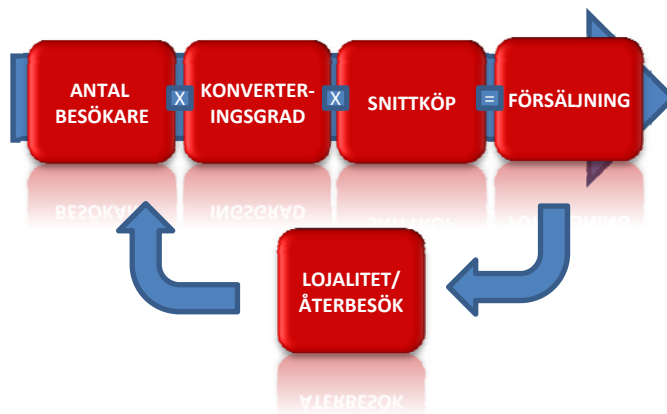 ANTAL
BESÖKARE
X
KONVERTER-
INGSGRAD
X
SNITTKÖP
=
FÖRSÄLJNING
LOJALITET/
ÅTERBESÖK